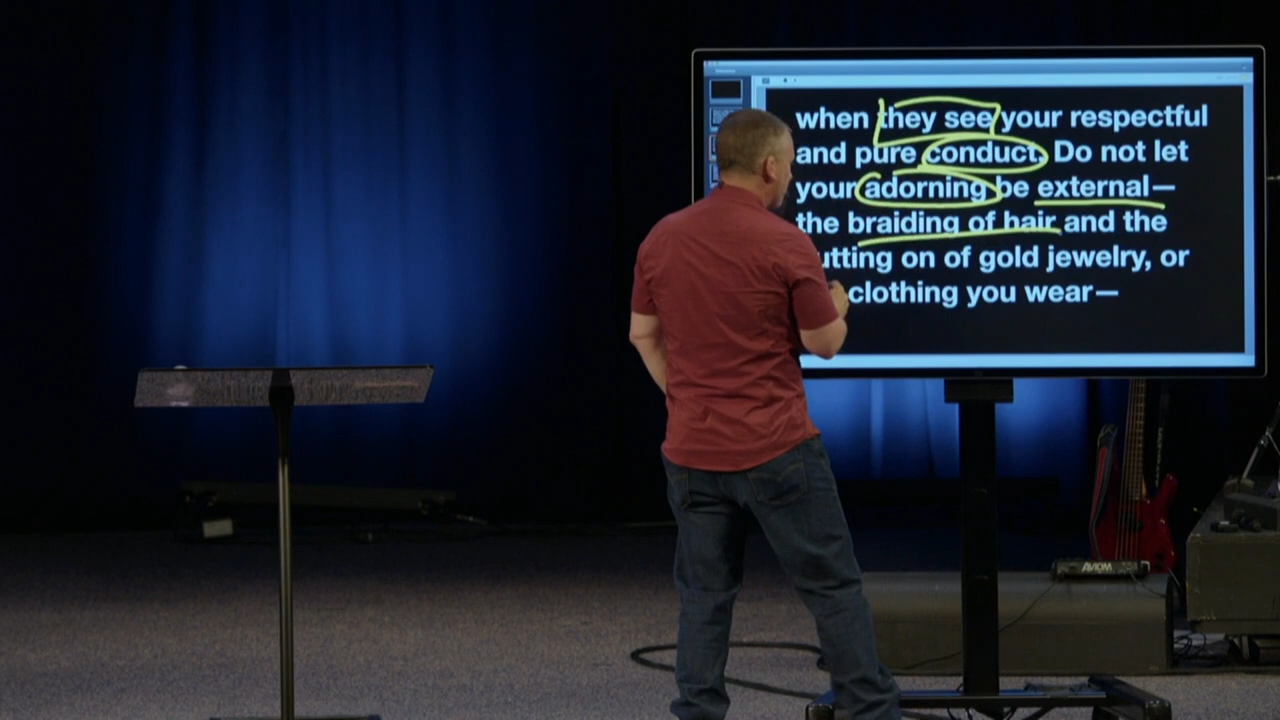 when they see your respectful
and pure conduct. Do not let
your adorning be external—
the braiding of hair and the
utting on of gold jewelry, or
clothing you wear—
AVIOM